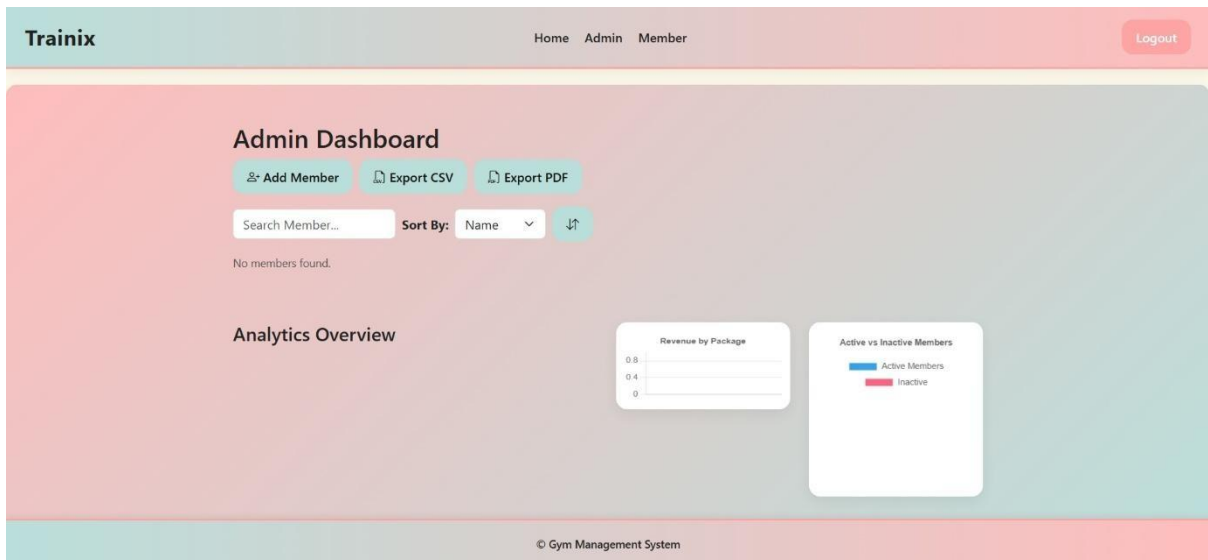 Trainix
Home Admin Member
Logout
Admin Dashboard
Add Member
Export CSV
Export PDF
Search Member...
Sort By:
Name
No members found.
Analytics Overview
Revenue by Package
0.8
0.4
0
Active vs Inactive Members
Active Members
Inactive
© Gym Management System